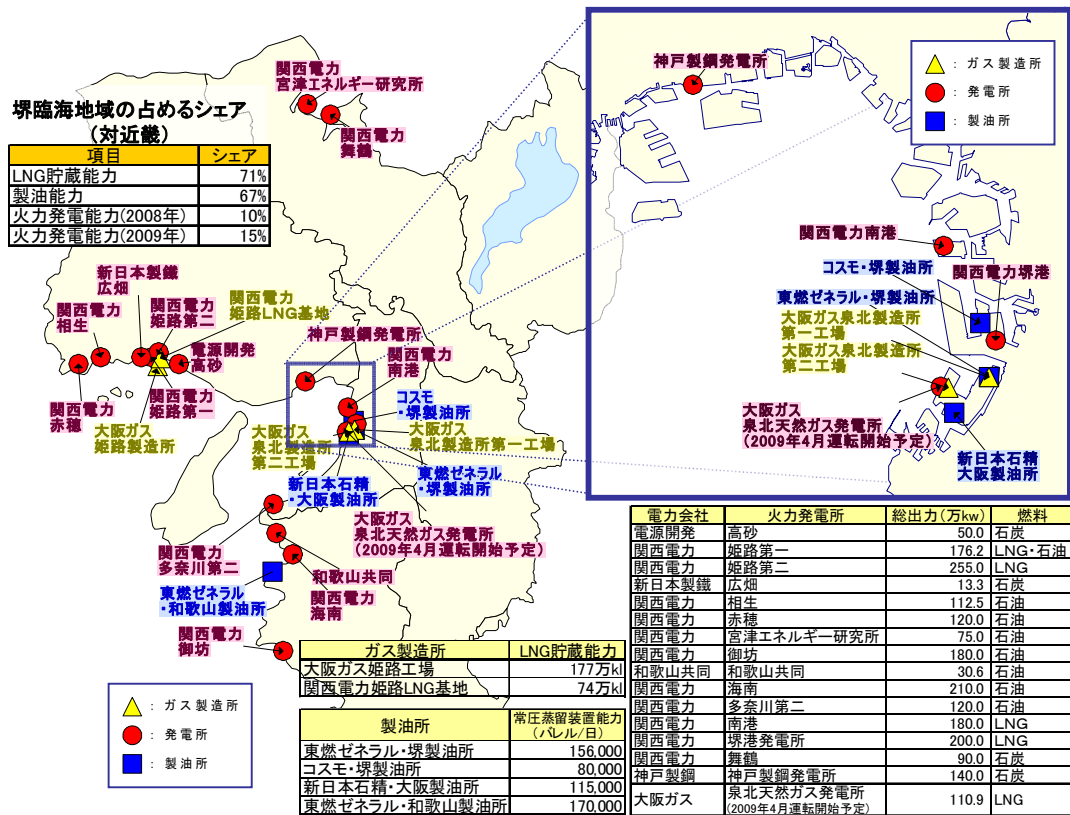 堺臨海地域の占めるシェア
(対近畿)
項目 シェア
LNG貯蔵能力 71%
製油能力 67%
火力発電能力(2008年) 10%
火力発電能力(2009年) 15%
関西電力
宮津エネルギー研究所
関西電力
舞鶴
新日本製鐵
広畑
関西電力
相生
関西電力
姫路第二
関西電力
姫路LNG基地
電源開発
高砂
関西電力
赤穂
大阪ガス
姫路製造所
関西電力
姫路第一
神戸製鋼発電所
関西電力
南港
コスモ
・堺製油所
大阪ガス
泉北製造所
第二工場
大阪ガス
泉北製造所第一工場
新日本石精
・大阪製油所
東燃ゼネラル
・堺製油所
大阪ガス
泉北天然ガス発電所
(2009年4月運転開始予定)
関西電力
多奈川第二
和歌山共同
東燃ゼネラル
・和歌山製油所
関西電力
海南
関西電力
御坊
: ガス製造所
: 発電所
: 製油所
神戸製鋼発電所
: ガス製造所
: 発電所
: 製油所
関西電力南港
コスモ・堺製油所
関西電力堺港
東燃ゼネラル・堺製油所
大阪ガス泉北製造所
第一工場
大阪ガス泉北製造所
第二工場
大阪ガス
泉北天然ガス発電所
(2009年4月運転開始予定)
新日本石精
大阪製油所
ガス製造所 LNG貯蔵能力
大阪ガス姫路工場 177万kl
関西電力姫路LNG基地 74万kl
製油所 常圧蒸留装置能力
(バレル/日)
東燃ゼネラル・堺製油所 156,000
コスモ・堺製油所 80,000
新日本石精・大阪製油所 115,000
東燃ゼネラル・和歌山製油所 170,000
電力会社 火力発電所 総出力(万kw) 燃料
電源開発 高砂 50.0 石炭
関西電力 姫路第一 176.2 LNG・石油
関西電力 姫路第二 255.0 LNG
新日本製鐵 広畑 13.3 石炭
関西電力 相生 112.5 石油
関西電力 赤穂 120.0 石油
関西電力 宮津エネルギー研究所 75.0 石油
関西電力 御坊 180.0 石油
和歌山共同 和歌山共同 30.6 石油
関西電力 海南 210.0 石油
関西電力 多奈川第二 120.0 石油
関西電力 南港 180.0 LNG
関西電力 堺港発電所 200.0 LNG
関西電力 舞鶴 90.0 石炭
神戸製鋼 神戸製鋼発電所 140.0 石炭
大阪ガス 泉北天然ガス発電所 110.9 LNG
(2009年4月運転開始予定)